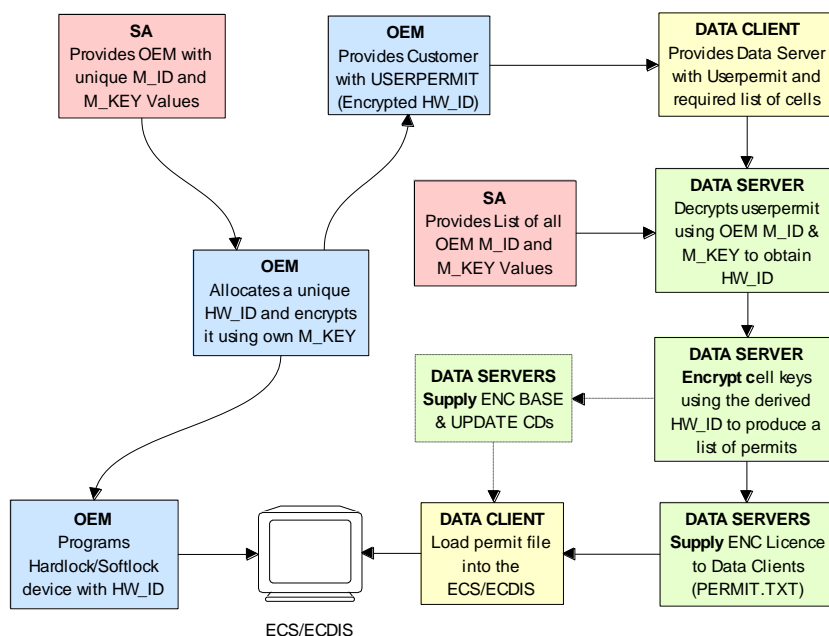 SA
Provides OEM with
unique M_ID and
M_KEY Values
OEM
Provides Customer
with USERPERMIT
(Encrypted HW_ID)
DATA CLIENT
Provides Data Server
with Userpermit and
required list of cells
SA
Provides List of all
OEM M_ID and
M_KEY Values
DATA SERVER
Decrypts userpermit
using OEM M_ID &
M_KEY to obtain
HW_ID
OEM
Allocates a unique
HW_ID and encrypts
it using own M_KEY
DATA SERVERS
Supply ENC BASE
& UPDATE CDs
DATA SERVER
Encrypt cell keys
using the derived
HW_ID to produce a
list of permits
OEM
Programs
Hardlock/Softlock
device with HW_ID
ECS/ECDIS
DATA CLIENT
Load permit file
into the
ECS/ECDIS
DATA SERVERS
Supply ENC Licence
to Data Clients
(PERMIT.TXT)